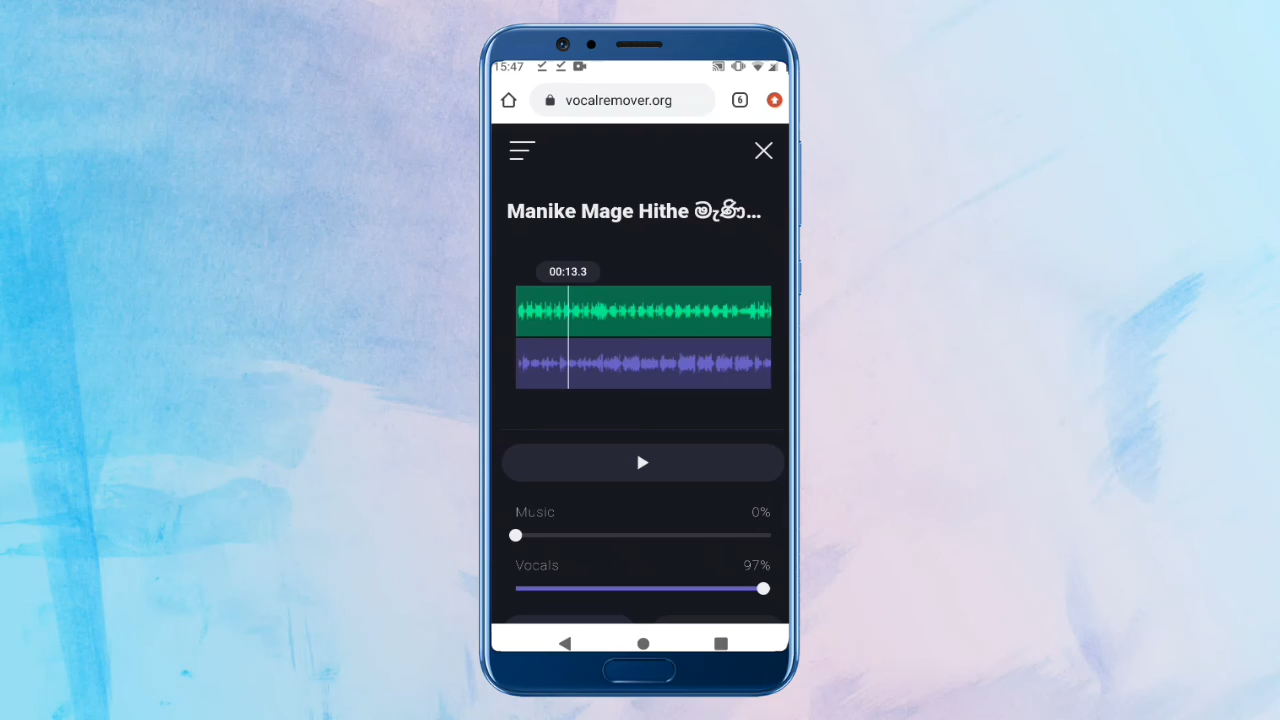 15:47
vocalremover.org
6
Manike Mage Hithe මැණි...
00:13.3
Music 0%
Vocals 97%